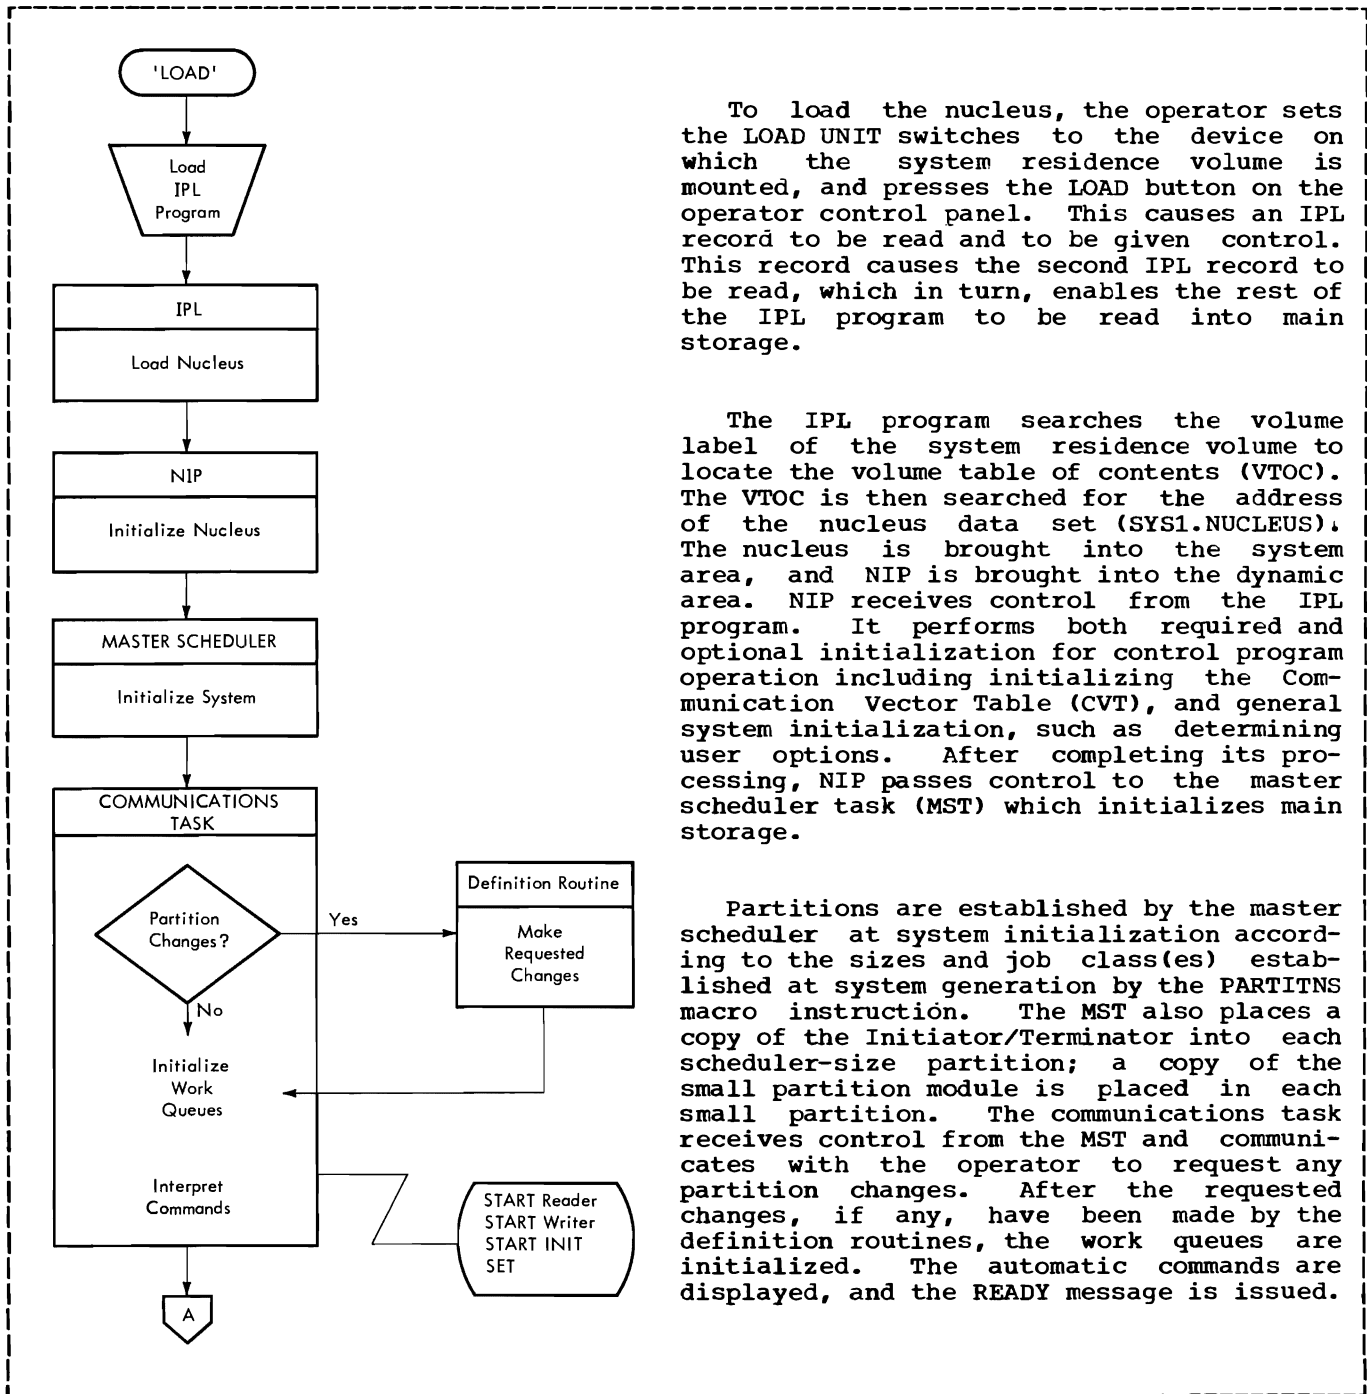 'LOAD'
Load
IPL
Program
IPL
Load Nucleus
NIP
Initialize Nucleus
MASTER SCHEDULER
Initialize System
COMMUNICATIONS
TASK
Partition
Changes?
Yes
No
Definition Routine
Make
Requested
Changes
Initialize
Work
Queues
Interpret
Commands
START Reader
START Writer
START INIT
SET
A
To load the nucleus, the operator sets
the LOAD UNIT switches to the device on
which the system residence volume is
mounted, and presses the LOAD button on the
operator control panel. This causes an IPL
record to be read and to be given control.
This record causes the second IPL record to
be read, which in turn, enables the rest of
the IPL program to be read into main
storage.
The IPL program searches the volume
label of the system residence volume to
locate the volume table of contents (VTOC).
The VTOC is then searched for the address
of the nucleus data set (SYS1.NUCLEUS).
The nucleus is brought into the system
area, and NIP is brought into the dynamic
area. NIP receives control from the IPL
program. It performs both required and
optional initialization for control program
operation including initializing the Com-
munication Vector Table (CVT), and general
system initialization, such as determining
user options. After completing its pro-
cessing, NIP passes control to the master
scheduler task (MST) which initializes main
storage.
Partitions are established by the master
scheduler at system initialization accord-
ing to the sizes and job class(es) estab-
lished at system generation by the PARTITNS
macro instruction. The MST also places a
copy of the Initiator/Terminator into each
scheduler-size partition; a copy of the
small partition module is placed in each
small partition. The communications task
receives control from the MST and communi-
cates with the operator to request any
partition changes. After the requested
changes, if any, have been made by the
definition routines, the work queues are
initialized. The automatic commands are
displayed, and the READY message is issued.